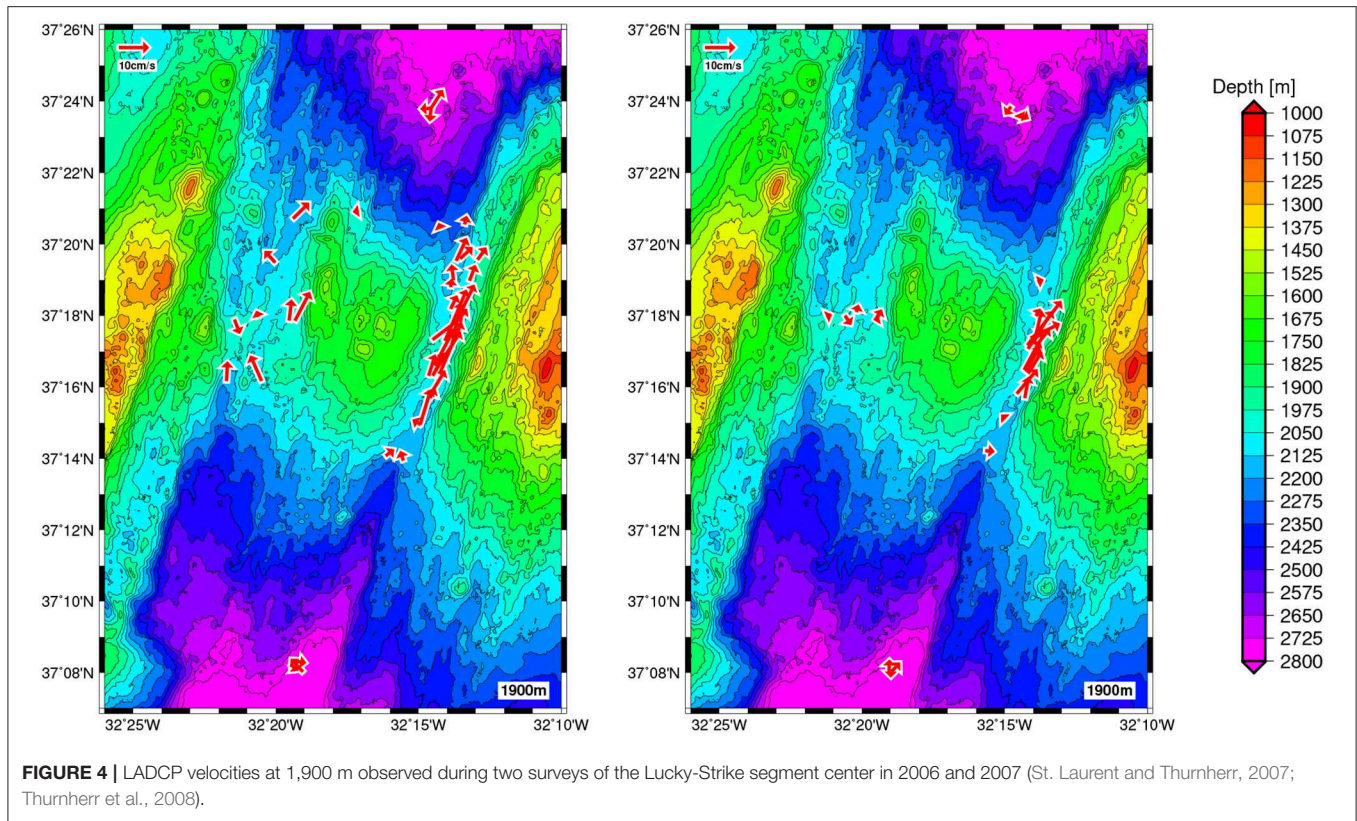 37°26'N
37°24'N
37°22'N
37°20'N
37°18'N
37°16'N
37°14'N
37°12'N
37°10'N
37°08'N
10cm/s
1900m
32°25'W
32°20'W
32°15'W
32°10'W
37°26'N
37°24'N
37°22'N
37°20'N
37°18'N
37°16'N
37°14'N
37°12'N
37°10'N
37°08'N
10cm/s
1900m
32°25'W
32°20'W
32°15'W
32°10'W
Depth [m]
1000
1075
1150
1225
1300
1375
1450
1525
1600
1675
1750
1825
1900
1975
2050
2125
2200
2275
2350
2425
2500
2575
2650
2725
2800
FIGURE 4 | LADCP velocities at 1,900 m observed during two surveys of the Lucky-Strike segment center in 2006 and 2007 (St. Laurent and Thurnherr, 2007;
Thurnherr et al., 2008).